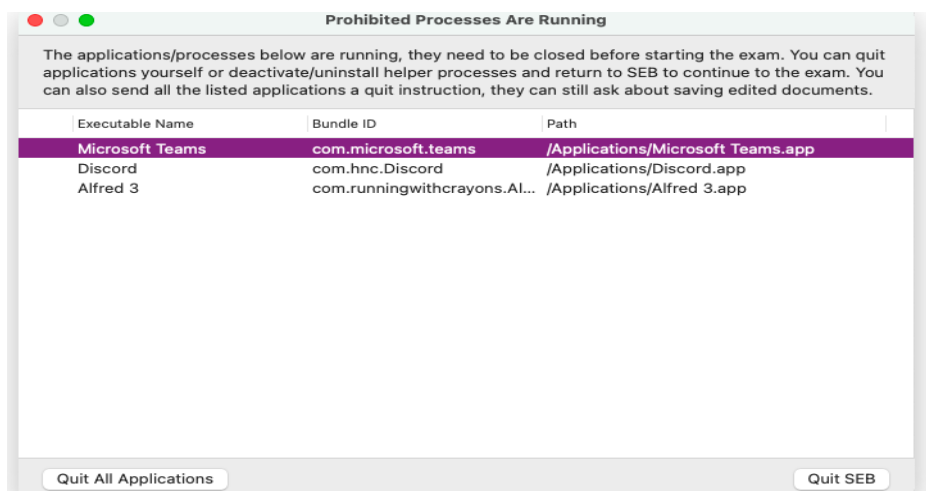 Prohibited Processes Are Running
The applications/processes below are running, they need to be closed before starting the exam. You can quit
applications yourself or deactivate/uninstall helper processes and return to SEB to continue to the exam. You
can also send all the listed applications a quit instruction, they can still ask about saving edited documents.
Executable Name Bundle ID Path
Microsoft Teams com.microsoft.teams /Applications/Microsoft Teams.app
Discord com.hnc.Discord /Applications/Discord.app
Alfred 3 com.runningwithcrayons.Al... /Applications/Alfred 3.app
Quit All Applications Quit SEB